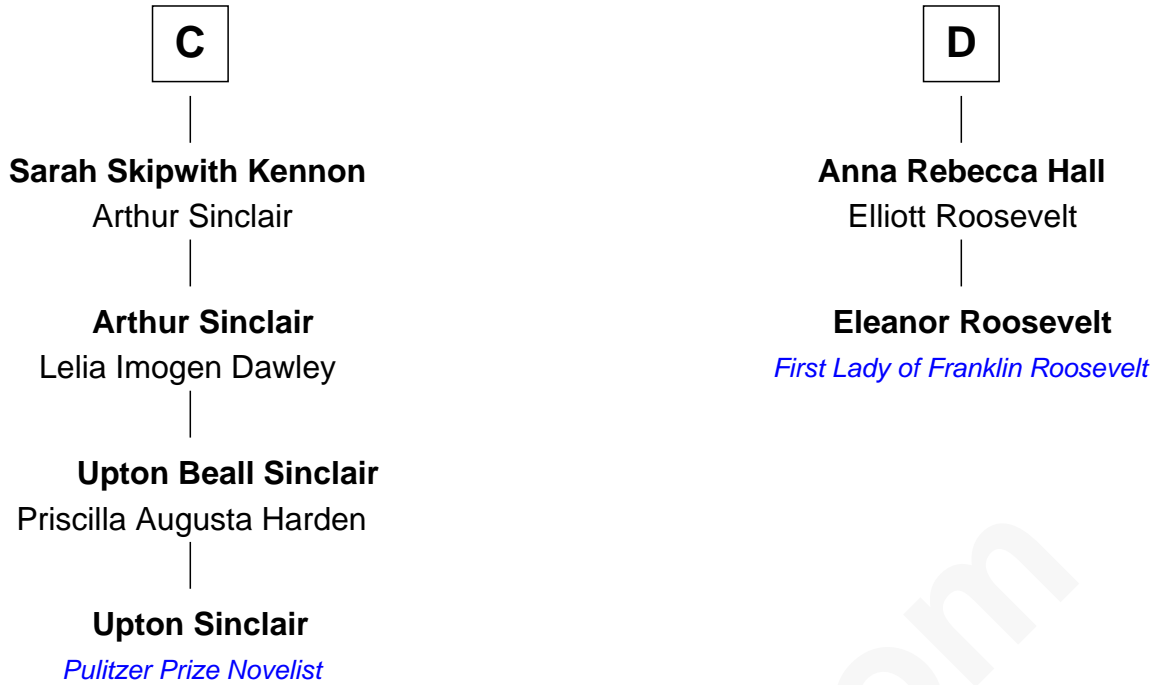 C
Sarah Skipwith Kennon
Arthur Sinclair
Arthur Sinclair
Lelia Imogen Dawley
Upton Beall Sinclair
Priscilla Augusta Harden
Upton Sinclair
Pulitzer Prize Novelist
D
Anna Rebecca Hall
Elliott Roosevelt
Eleanor Roosevelt
First Lady of Franklin Roosevelt
om